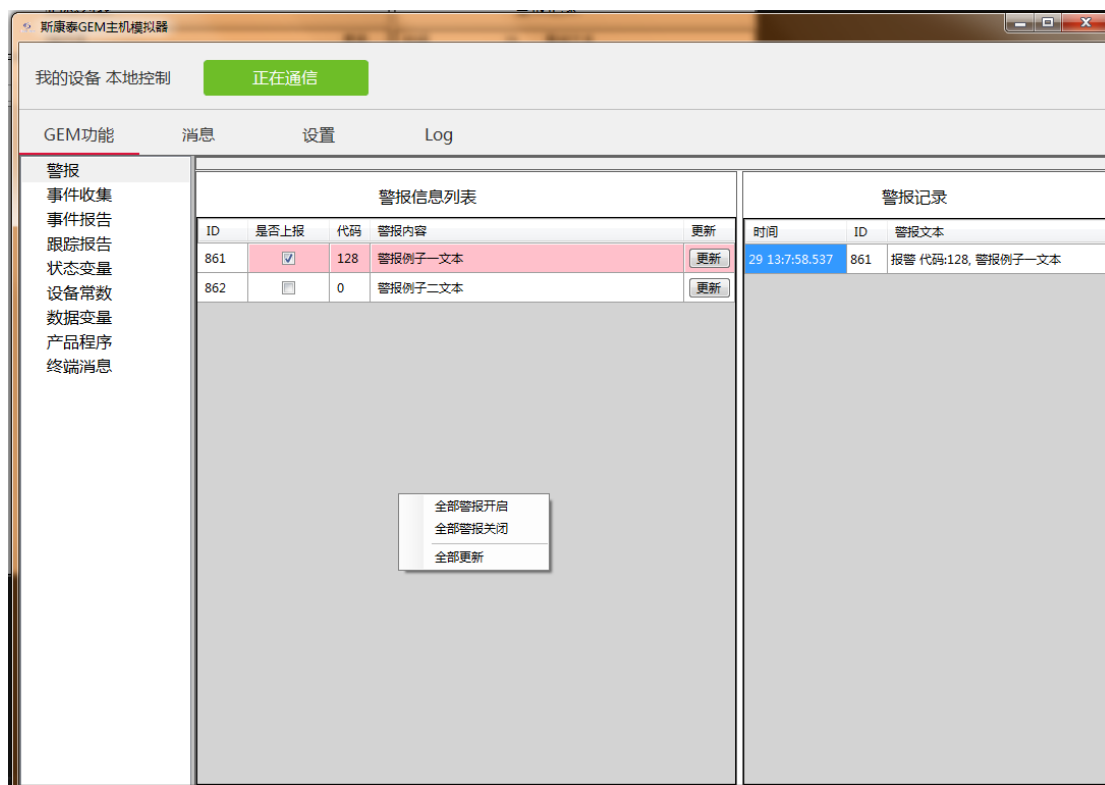 斯康泰GEM主机模拟器
我的设备 本地控制
正在通信
GEM功能 消息 设置 Log
警报
事件收集
事件报告
跟踪报告
状态变量
设备常数
数据变量
产品程序
终端消息
警报信息列表
ID 是否上报 代码 警报内容 更新
861 128 警报例子一文本 更新
862 0 警报例子二文本 更新
全部警报开启
全部警报关闭
全部更新
警报记录
时间 ID 警报文本
29 13:7:58.537 861 报警 代码:128, 警报例子一文本